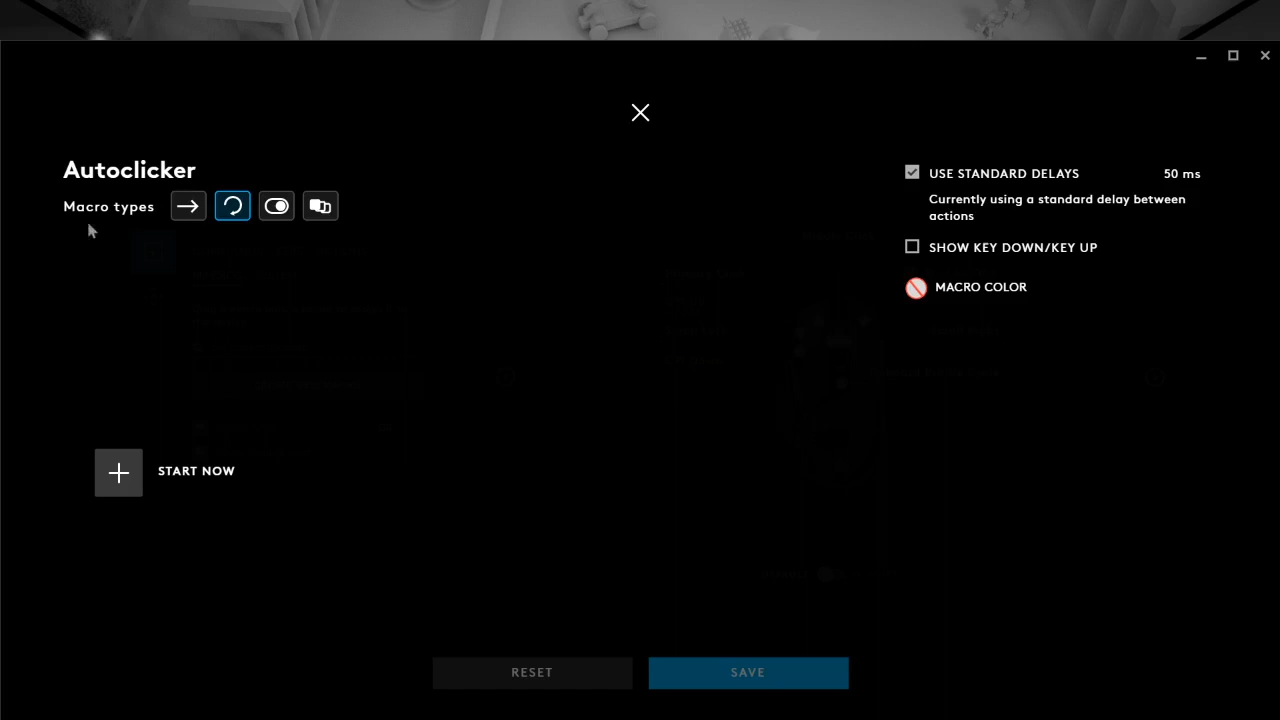 Autoclicker
Macro types
USE STANDARD DELAYS 50 ms
Currently using a standard delay between
actions
SHOW KEY DOWN/KEY UP
MACRO COLOR
START NOW
RESET
SAVE